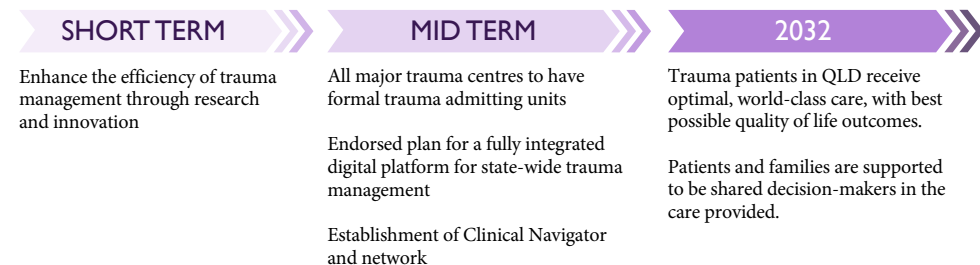 SHORT TERM
Enhance the efficiency of trauma
management through research
and innovation
MID TERM
All major trauma centres to have
formal trauma admitting units
Endorsed plan for a fully integrated
digital platform for state-wide trauma
management
Establishment of Clinical Navigator
and network
2032
Trauma patients in QLD receive
optimal, world-class care, with best
possible quality of life outcomes.
Patients and families are supported
to be shared decision-makers in the
care provided.